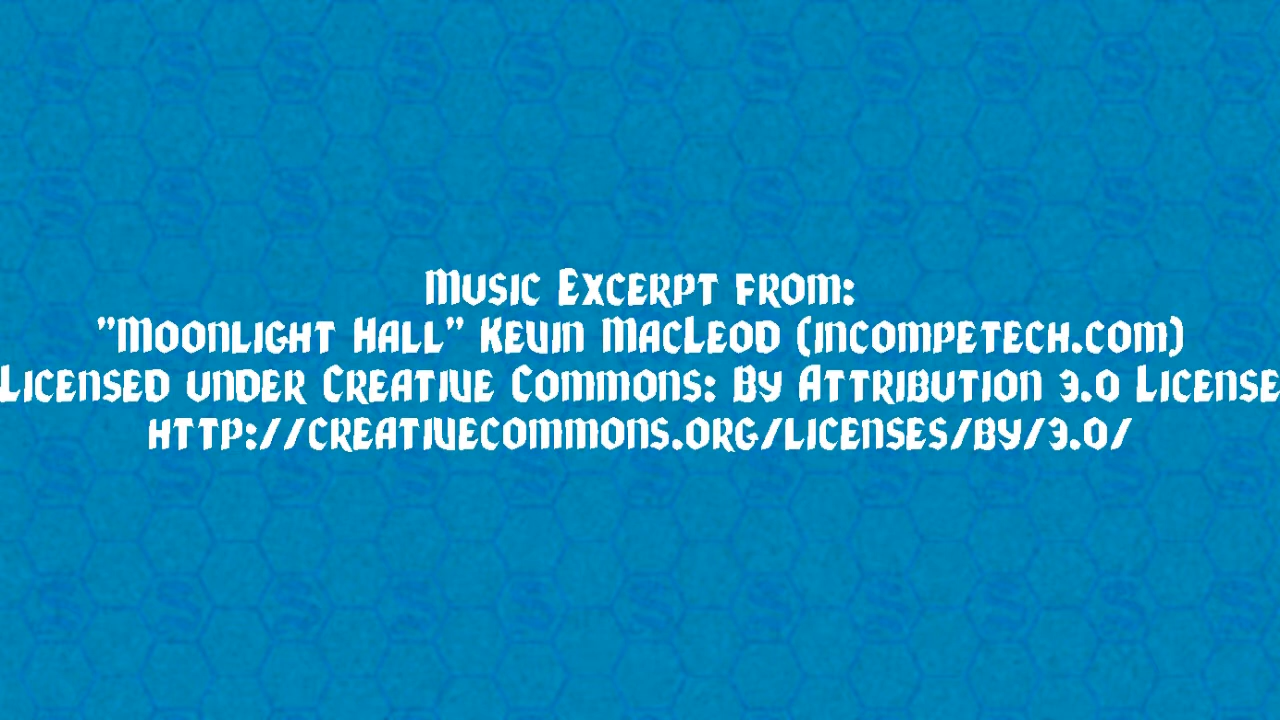 Music Excerpt from:
"Moonlight Hall" Kevin MacLeod (incompetech.com)
Licensed under Creative Commons: By Attribution 3.0 License
http://creativecommons.org/licenses/by/3.0/